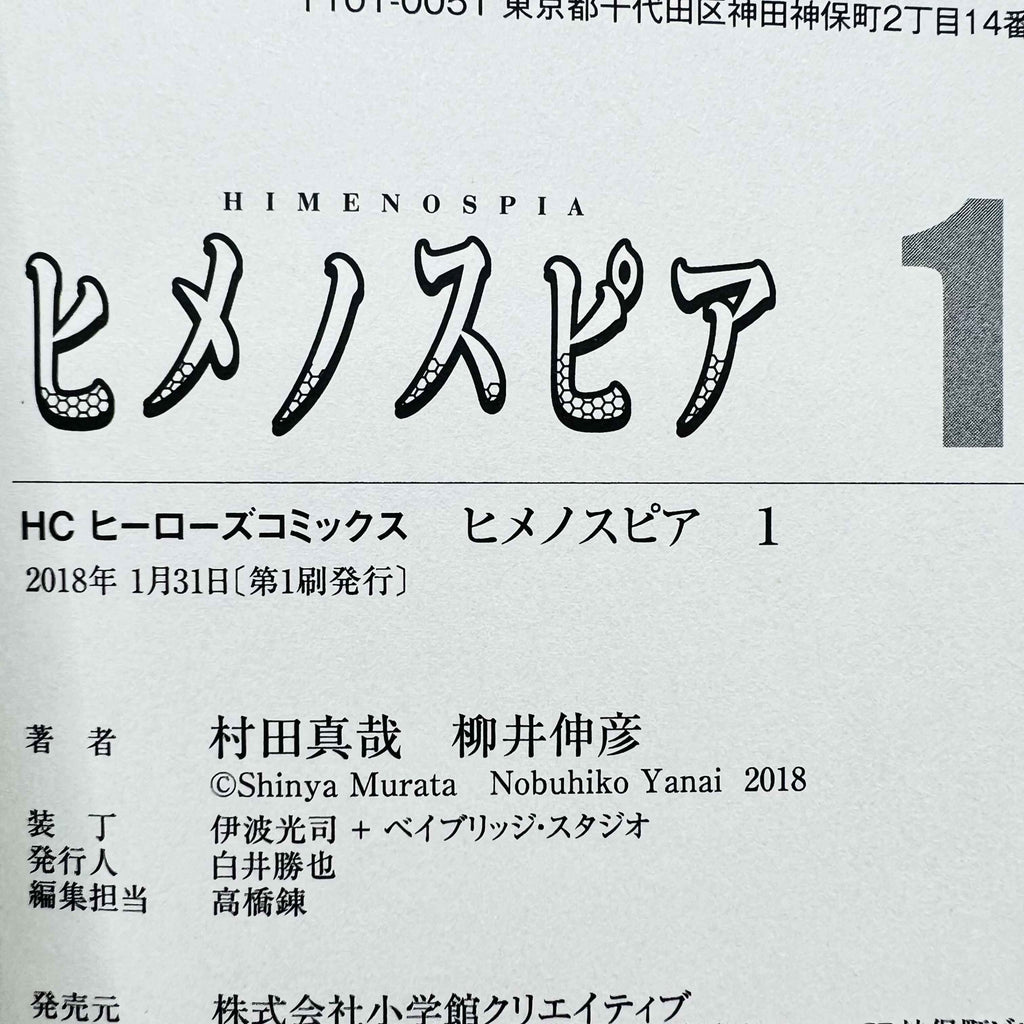 〒101-0051 東京都千代田区神田神保町2丁目14番
HIMENOSPIA
ヒメノスピア 1
HC ヒーローズコミックス ヒメノスピア 1
2018年 1月31日〔第1刷発行〕
著 者 村田真哉 柳井伸彦
©Shinya Murata Nobuhiko Yanai 2018
装 丁 伊波光司 + ベイブリッジ・スタジオ
発行人 白井勝也
編集担当 高橋錬
発売元 株式会社小学館クリエイティブ